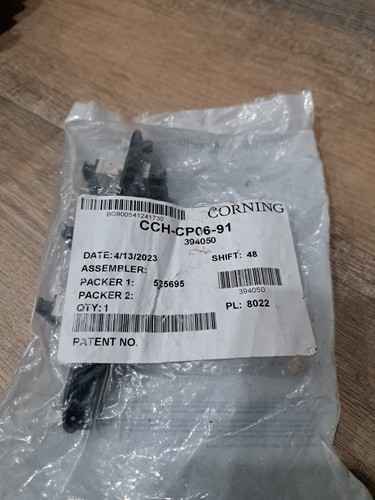 BG900541241730
CORNING
CCH-CP06-91
394050
DATE: 4/13/2023 SHIFT: 48
ASSEMBLER:
PACKER 1: 525695
394050
PACKER 2:
QTY: 1 PL: 8022
PATENT NO.